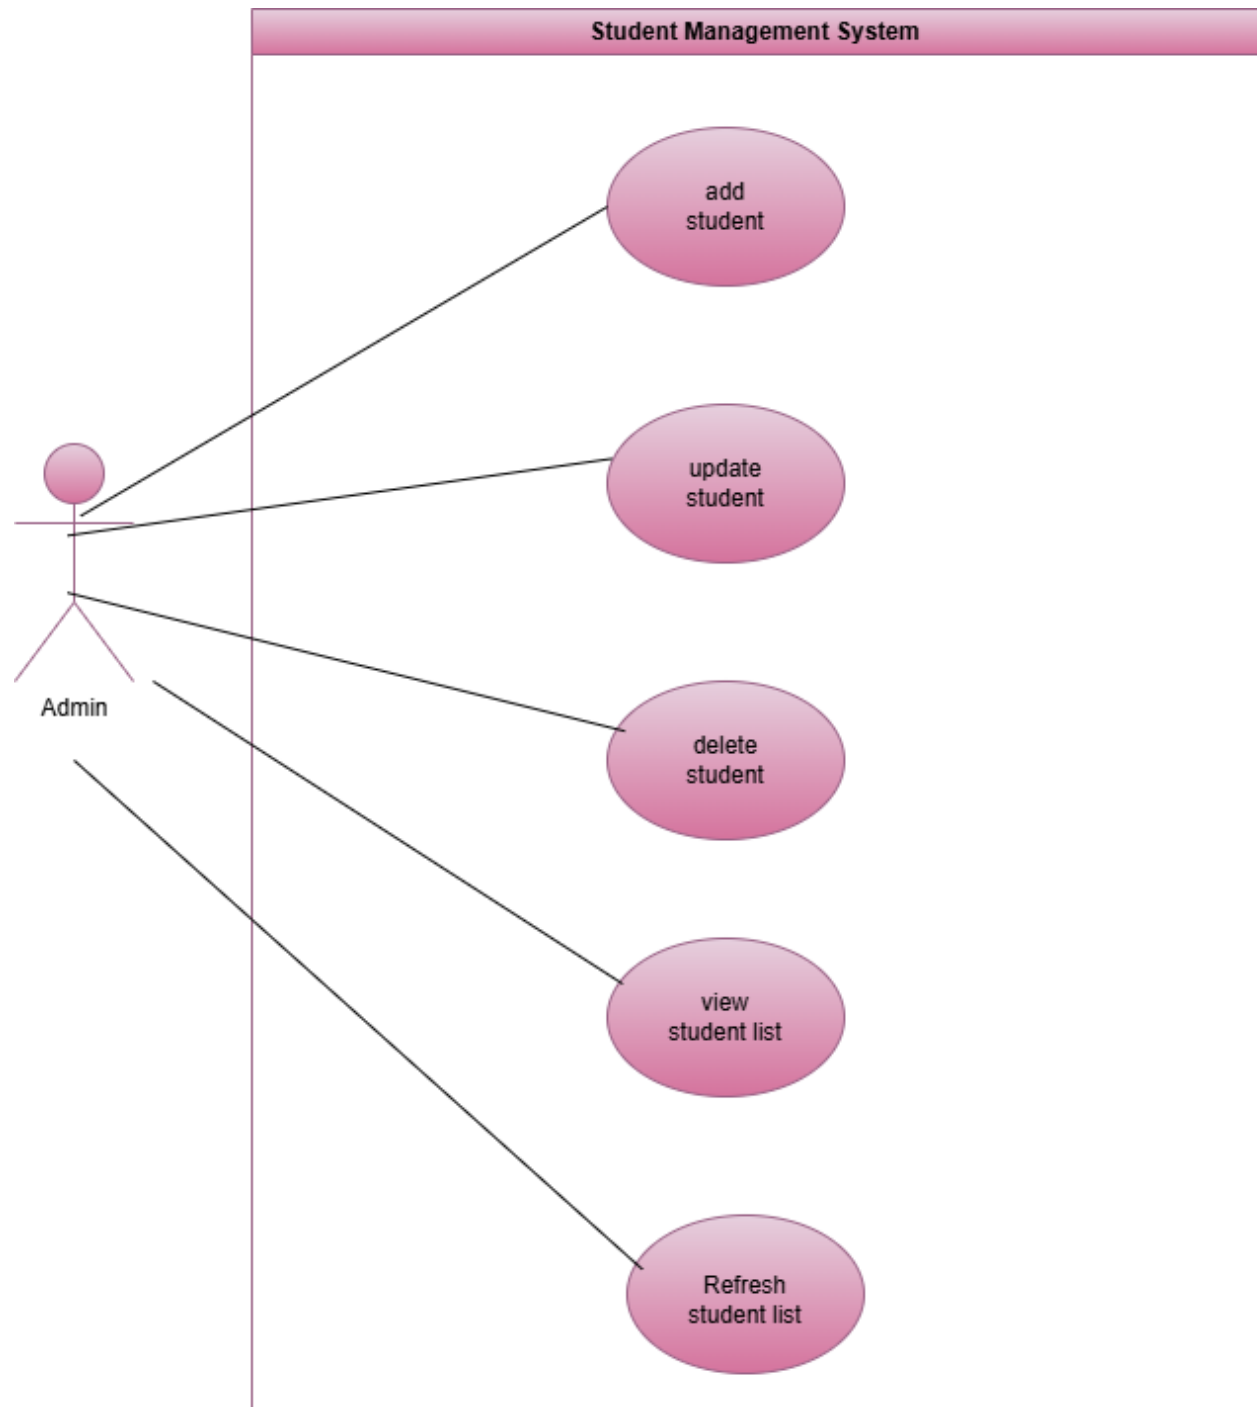 Student Management System
add
student
update
student
Admin
delete
student
view
student list
Refresh
student list